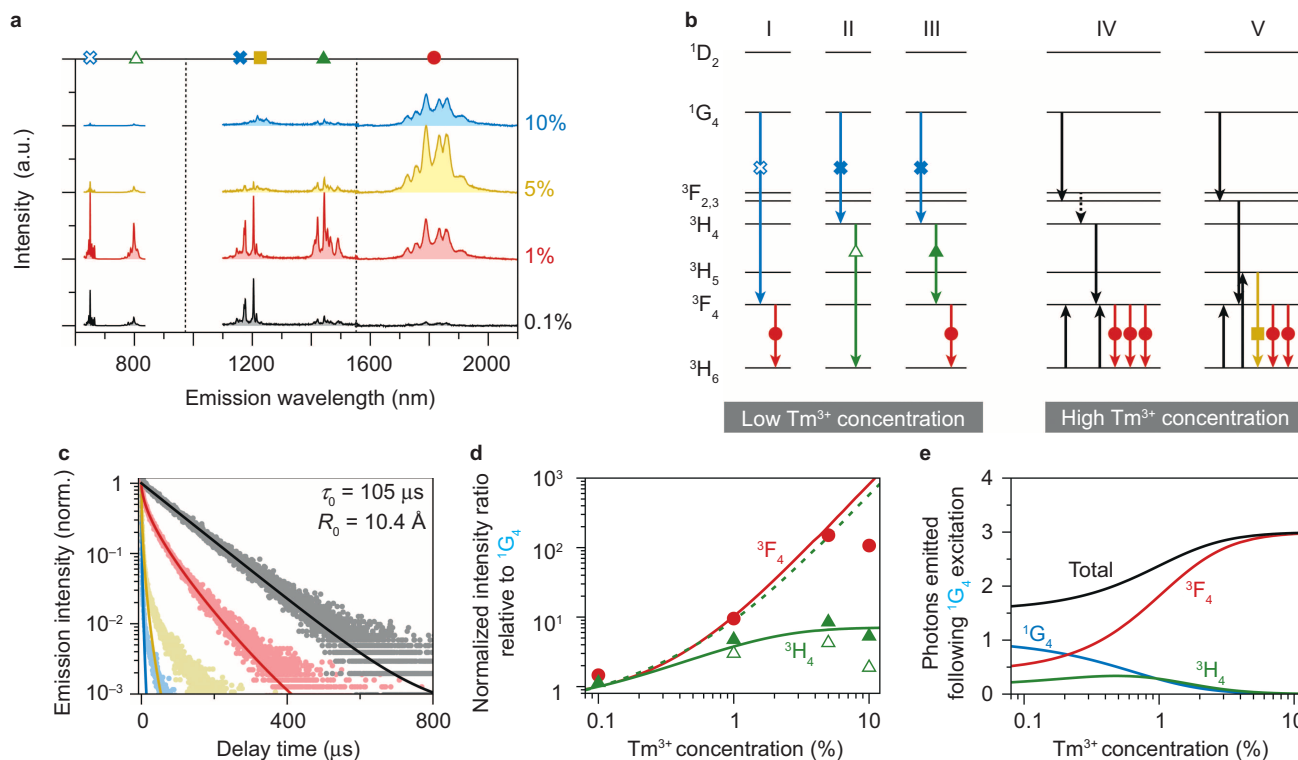 a
Intensity (a.u.)
10%
5%
1%
0.1%
800 1200 1600 2000
Emission wavelength (nm)
b
I II III IV V
¹D₂
¹G₄
³F₂,₃
³H₄
³H₅
³F₄
³H₆
Low Tm³⁺ concentration
High Tm³⁺ concentration
c
Emission intensity (norm.)
τ₀ = 105 μs
R₀ = 10.4 Å
1
10⁻¹
10⁻²
10⁻³
0 400 800
Delay time (μs)
d
Normalized intensity ratio
relative to ¹G₄
10³
10²
10¹
1
³F₄
³H₄
0.1 1 10
Tm³⁺ concentration (%)
e
Photons emitted
following ¹G₄ excitation
4
3
2
1
0
Total
³F₄
¹G₄
³H₄
0.1 1 10
Tm³⁺ concentration (%)